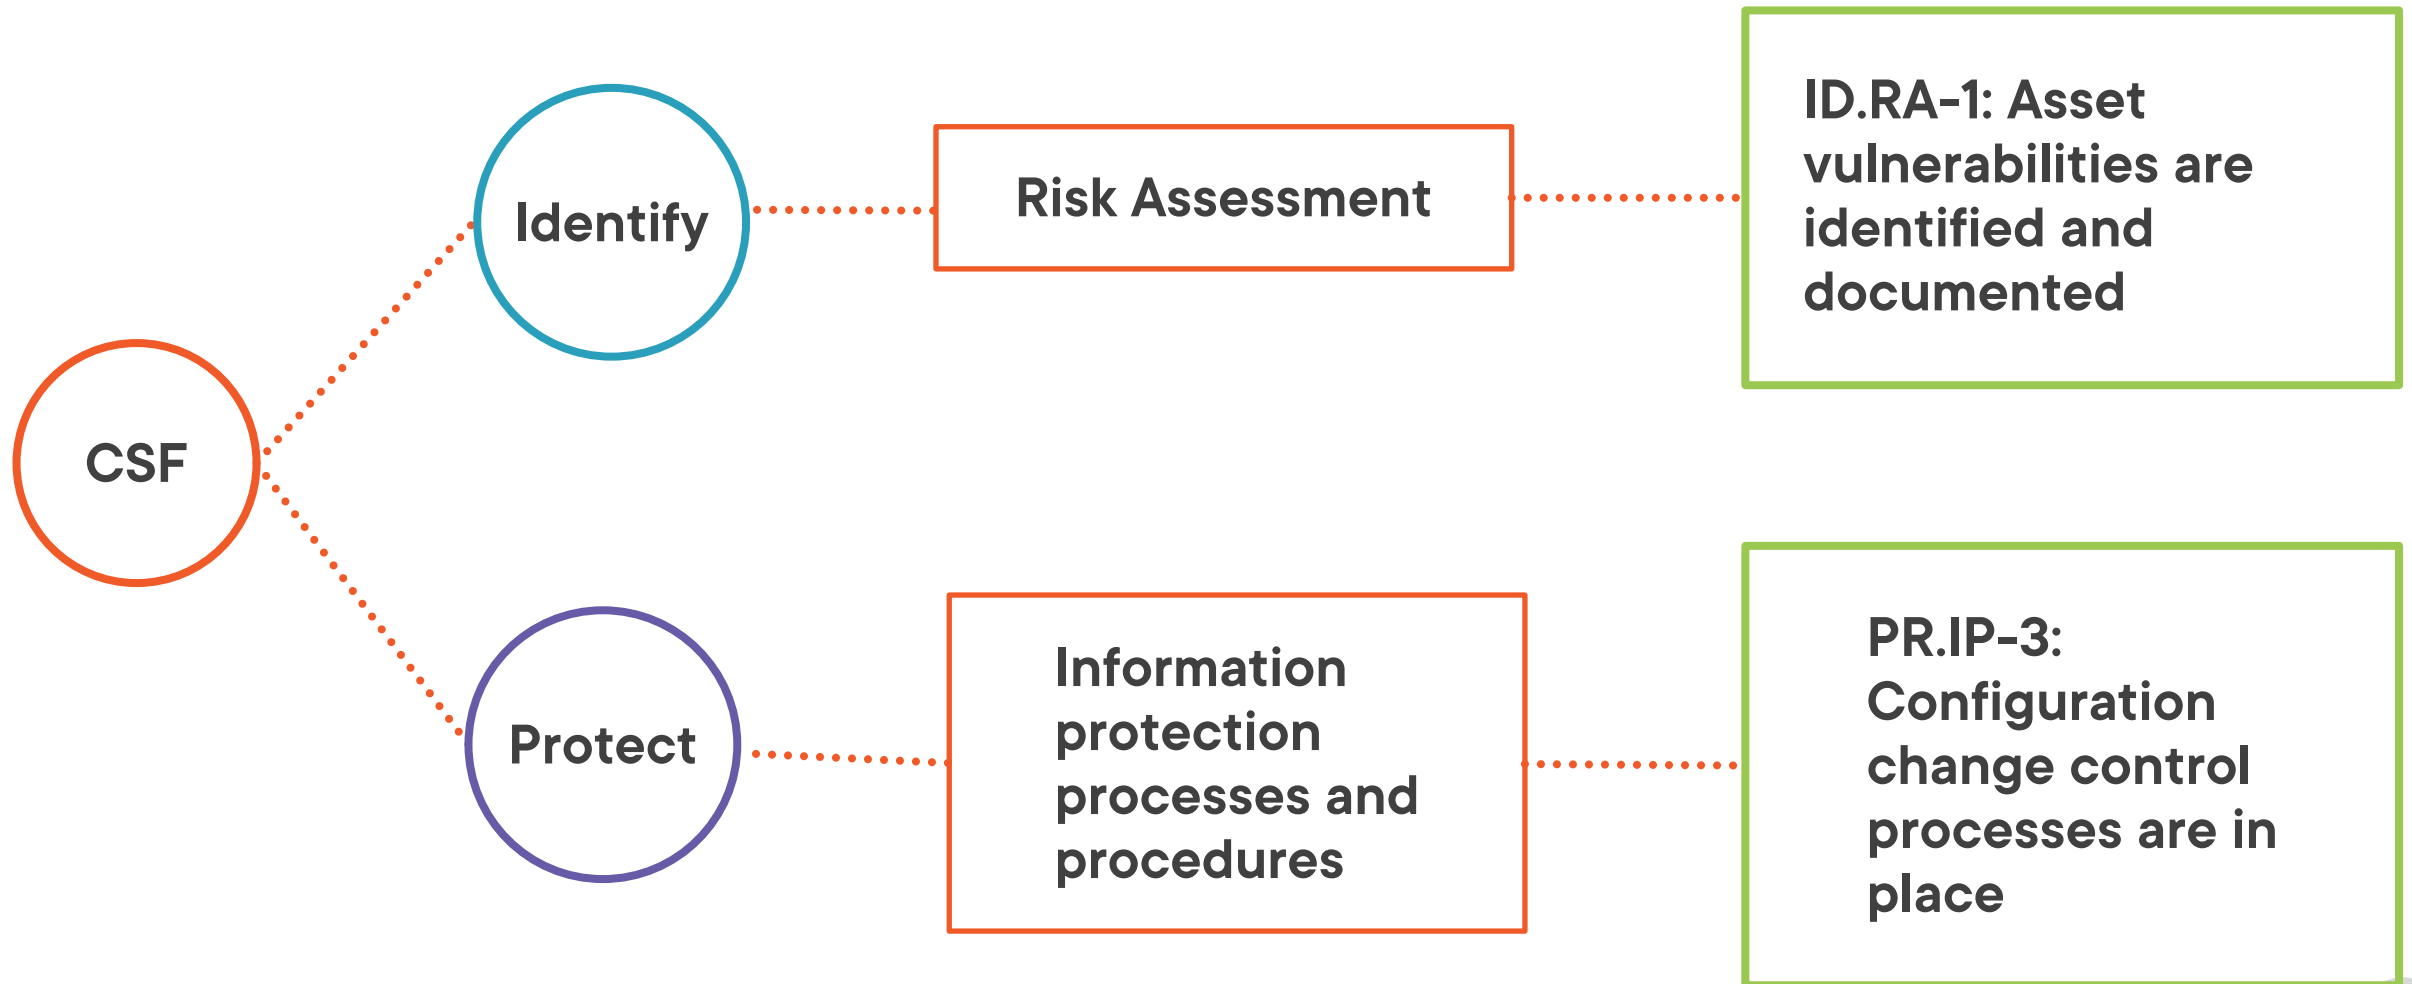 CSF
Identify
Risk Assessment
ID.RA-1: Asset
vulnerabilities are
identified and
documented
Protect
Information
protection
processes and
procedures
PR.IP-3:
Configuration
change control
processes are in
place